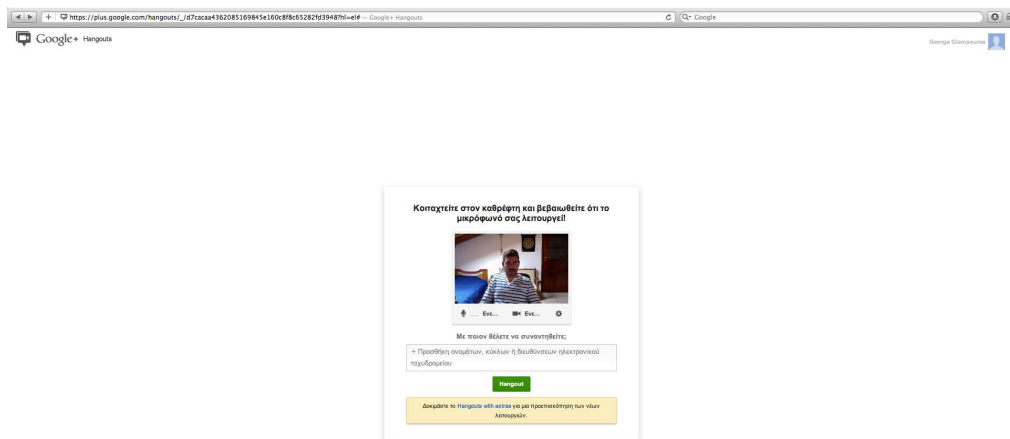 https://plus.google.com/hangouts/_/d7cacaa4362085169845e160c8f8c65282fd3948?hl=el# — Google+ Hangouts
Google
Google+ Hangouts
George Giampouras
Κοιταχτείτε στον καθρέφτη και βεβαιωθείτε ότι το
μικρόφωνό σας λειτουργεί!
... Ενε... Ενε...
Με ποιον θέλετε να συναντηθείτε;
+ Προσθήκη ονομάτων, κύκλων ή διευθύνσεων ηλεκτρονικού
ταχυδρομείου
Hangout
Δοκιμάστε το Hangouts with extras για μια προεπισκόπηση των νέων
λειτουργιών.